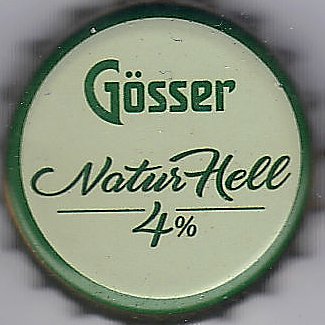 Gösser
Natur Hell
4%